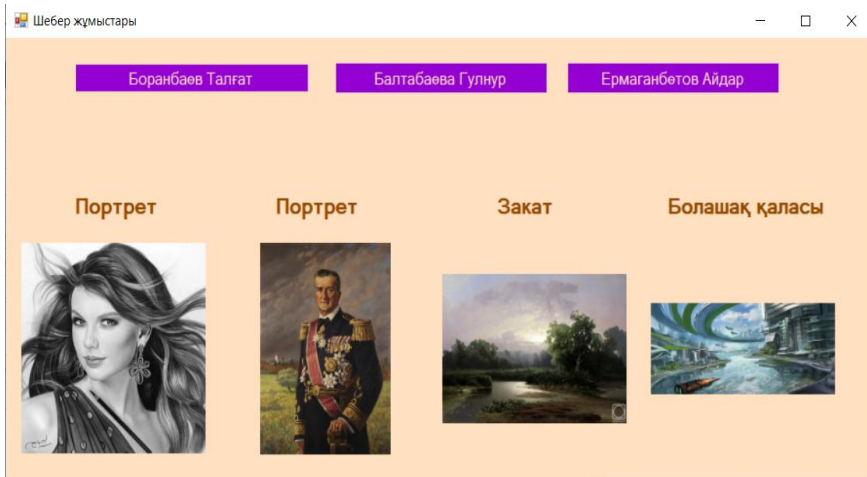 Шебер жұмыстары
Боранбаев Талғат
Балтабаева Гулнур
Ермаганбетов Айдар
Портрет
Портрет
Закат
Болашақ қаласы